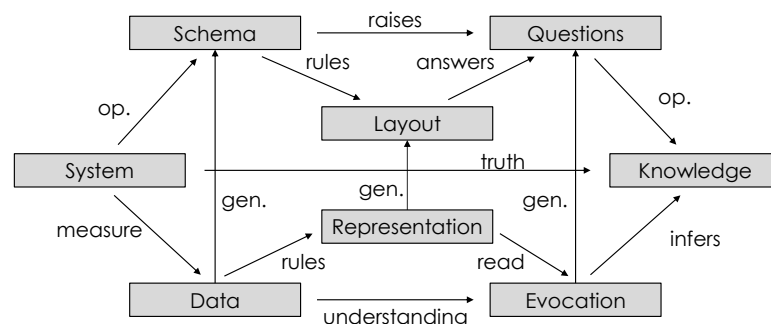 raises
Schema
Questions
rules
answers
op.
op.
Layout
truth
System
Knowledge
gen.
gen.
gen.
measure
Representation
infers
rules
read
Data
Evocation
understanding